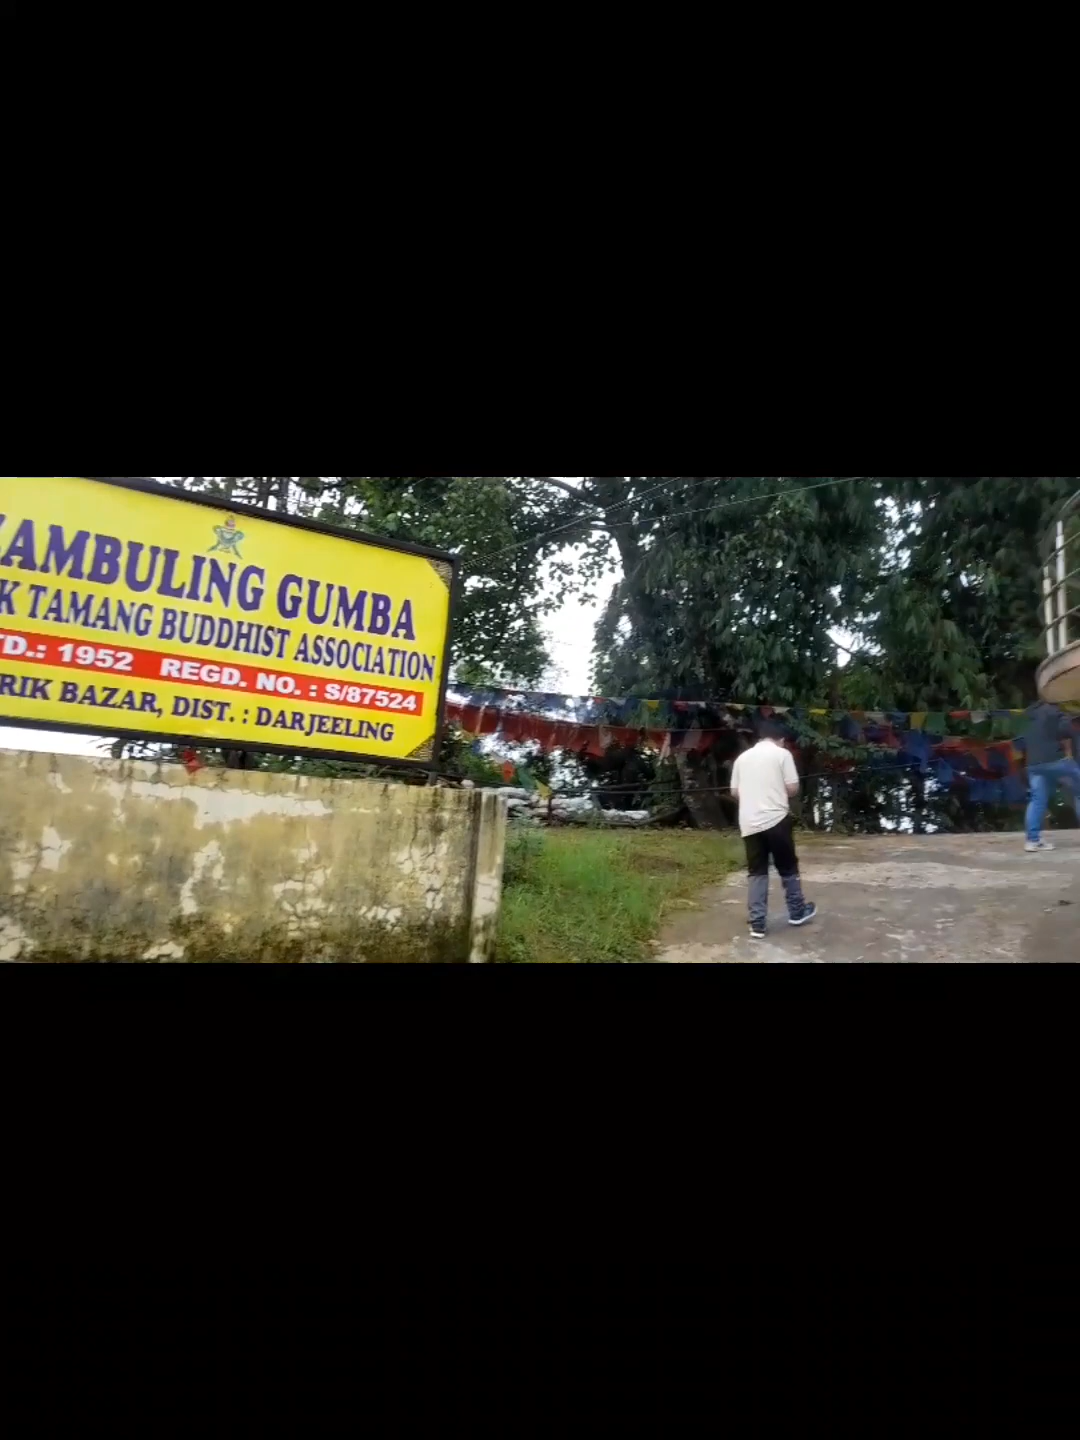 AMBULING GUMBA
K TAMANG BUDDHIST ASSOCIATION
TD.: 1952 REGD. NO. : S/87524
RIK BAZAR, DIST. : DARJEELING